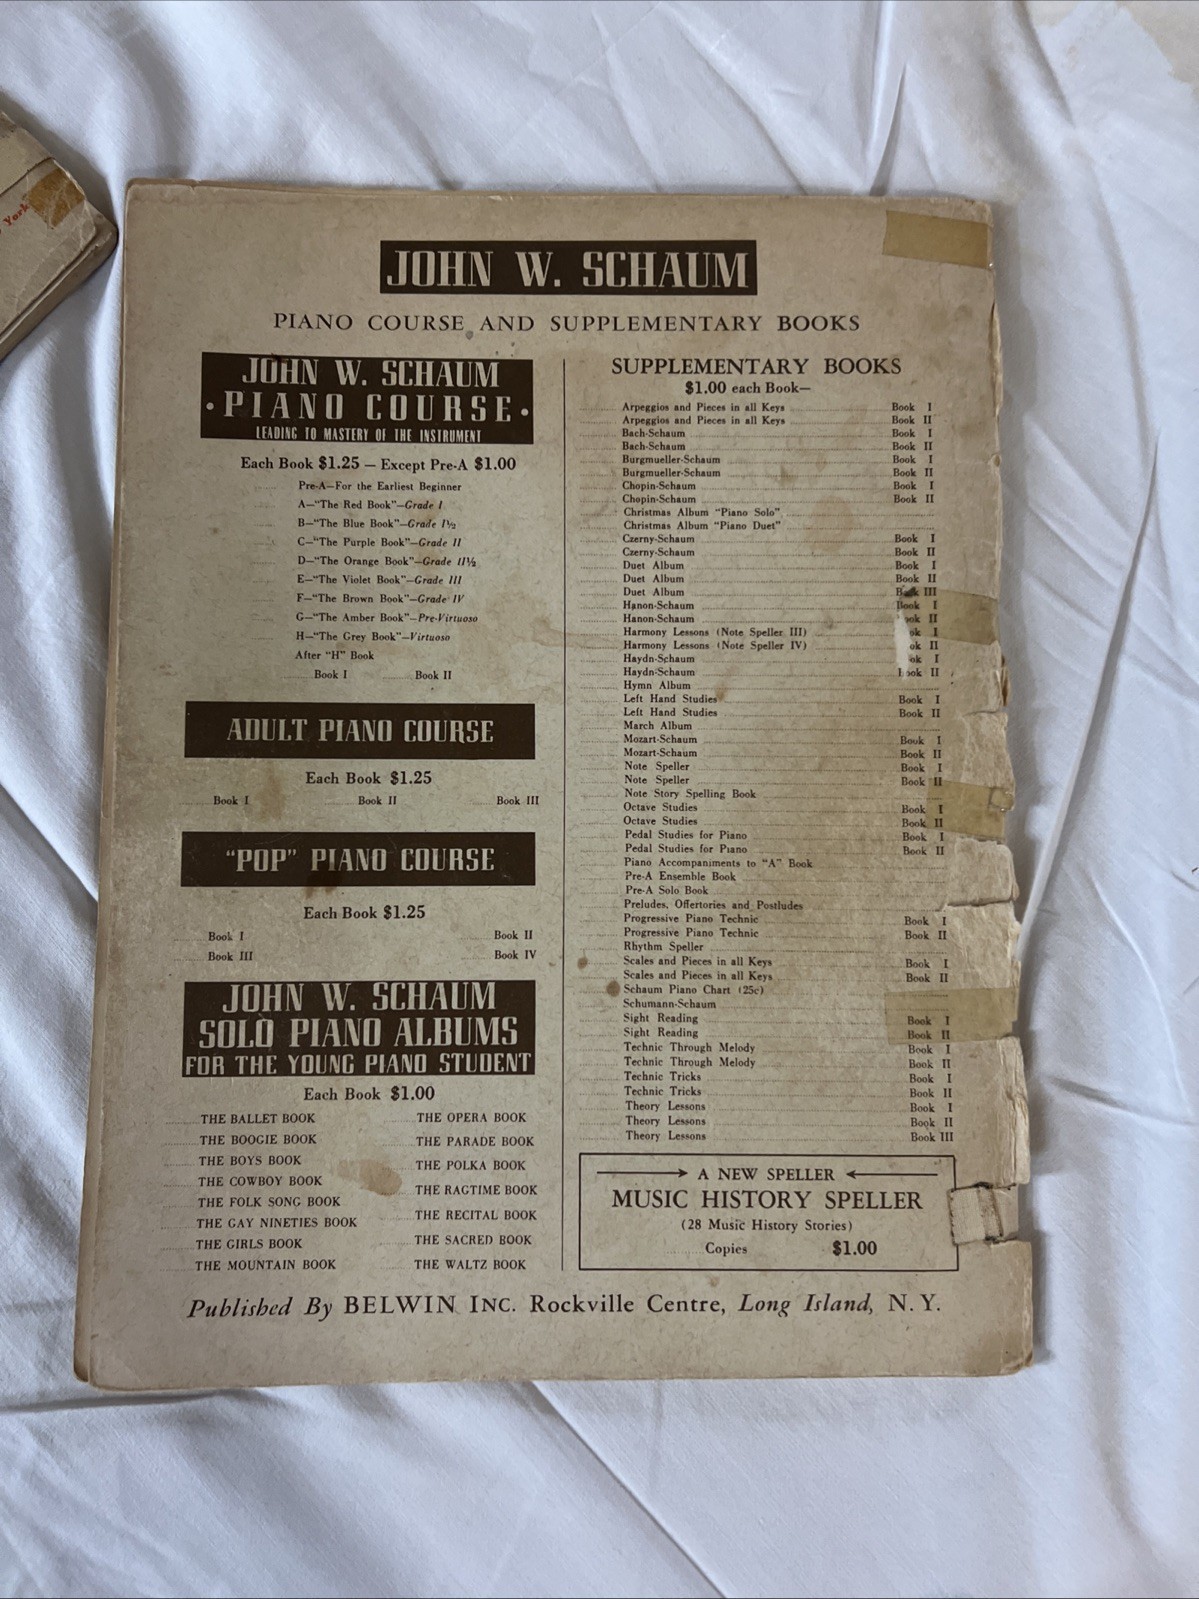 York
JOHN W. SCHAUM
PIANO COURSE AND SUPPLEMENTARY BOOKS
JOHN W. SCHAUM
• PIANO COURSE •
LEADING TO MASTERY OF THE INSTRUMENT
Each Book $1.25 — Except Pre-A $1.00
Pre-A—For the Earliest Beginner
A—"The Red Book"—Grade I
B—"The Blue Book"—Grade I½
C—"The Purple Book"—Grade II
D—"The Orange Book"—Grade II½
E—"The Violet Book"—Grade III
F—"The Brown Book"—Grade IV
G—"The Amber Book"—Pre-Virtuoso
H—"The Grey Book"—Virtuoso
After "H" Book
Book I Book II
ADULT PIANO COURSE
Each Book $1.25
Book I Book II Book III
"POP" PIANO COURSE
Each Book $1.25
Book I Book II
Book III Book IV
JOHN W. SCHAUM
SOLO PIANO ALBUMS
FOR THE YOUNG PIANO STUDENT
Each Book $1.00
THE BALLET BOOK THE OPERA BOOK
THE BOOGIE BOOK THE PARADE BOOK
THE BOYS BOOK THE POLKA BOOK
THE COWBOY BOOK THE RAGTIME BOOK
THE FOLK SONG BOOK THE RECITAL BOOK
THE GAY NINETIES BOOK THE SACRED BOOK
THE GIRLS BOOK THE WALTZ BOOK
THE MOUNTAIN BOOK
SUPPLEMENTARY BOOKS
$1.00 each Book—
Arpeggios and Pieces in all Keys Book I
Arpeggios and Pieces in all Keys Book II
Bach-Schaum Book I
Bach-Schaum Book II
Burgmueller-Schaum Book I
Burgmueller-Schaum Book II
Chopin-Schaum Book I
Chopin-Schaum Book II
Christmas Album "Piano Solo"
Christmas Album "Piano Duet"
Czerny-Schaum Book I
Czerny-Schaum Book II
Duet Album Book I
Duet Album Book II
Duet Album Book III
Hanon-Schaum Book I
Hanon-Schaum ook II
Harmony Lessons (Note Speller III) ok I
Harmony Lessons (Note Speller IV) ok II
Haydn-Schaum ok I
Haydn-Schaum Book II
Hymn Album
Left Hand Studies Book I
Left Hand Studies Book II
March Album
Mozart-Schaum Book I
Mozart-Schaum Book II
Note Speller Book I
Note Speller Book II
Note Story Spelling Book
Octave Studies Book I
Octave Studies Book II
Pedal Studies for Piano Book I
Pedal Studies for Piano Book II
Piano Accompaniments to "A" Book
Pre-A Ensemble Book
Pre-A Solo Book
Preludes, Offertories and Postludes
Progressive Piano Technic Book I
Progressive Piano Technic Book II
Rhythm Speller
Scales and Pieces in all Keys Book I
Scales and Pieces in all Keys Book II
Schaum Piano Chart (25c)
Schumann-Schaum
Sight Reading Book I
Sight Reading Book II
Technic Through Melody Book I
Technic Through Melody Book II
Technic Tricks Book I
Technic Tricks Book II
Theory Lessons Book I
Theory Lessons Book II
Theory Lessons Book III
A NEW SPELLER
MUSIC HISTORY SPELLER
(28 Music History Stories)
Copies $1.00
Published By BELWIN INC. Rockville Centre, Long Island, N. Y.